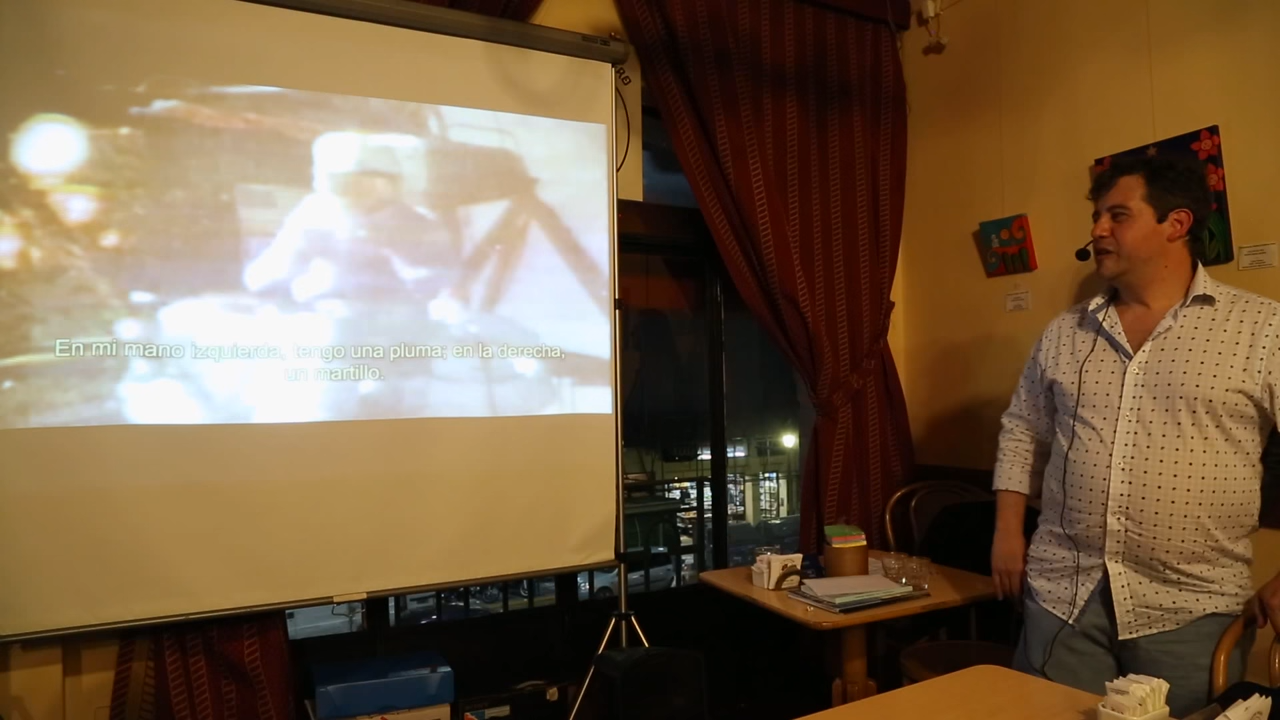 En mi mano izquierda, tengo una pluma; en la derecha,
un martillo.